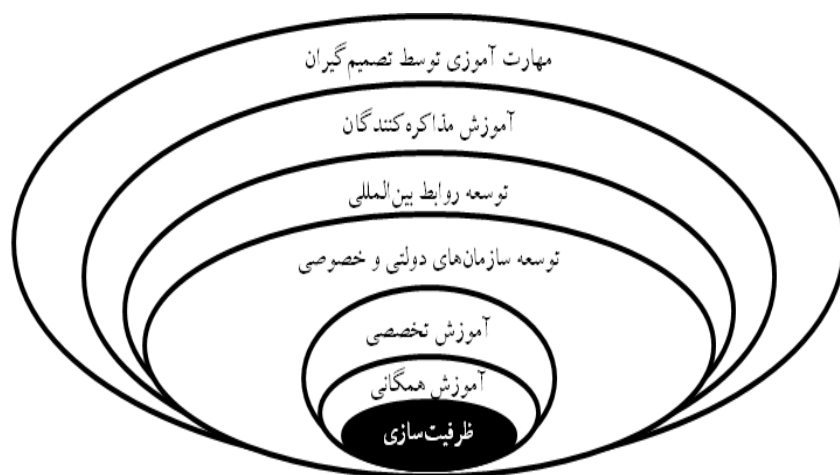 مهارت آموزی توسط تصمیم‌گیران
آموزش مذاکره‌کنندگان
توسعه روابط بین‌المللی
توسعه سازمان‌های دولتی و خصوصی
آموزش تخصصی
آموزش همگانی
ظرفیت‌سازی